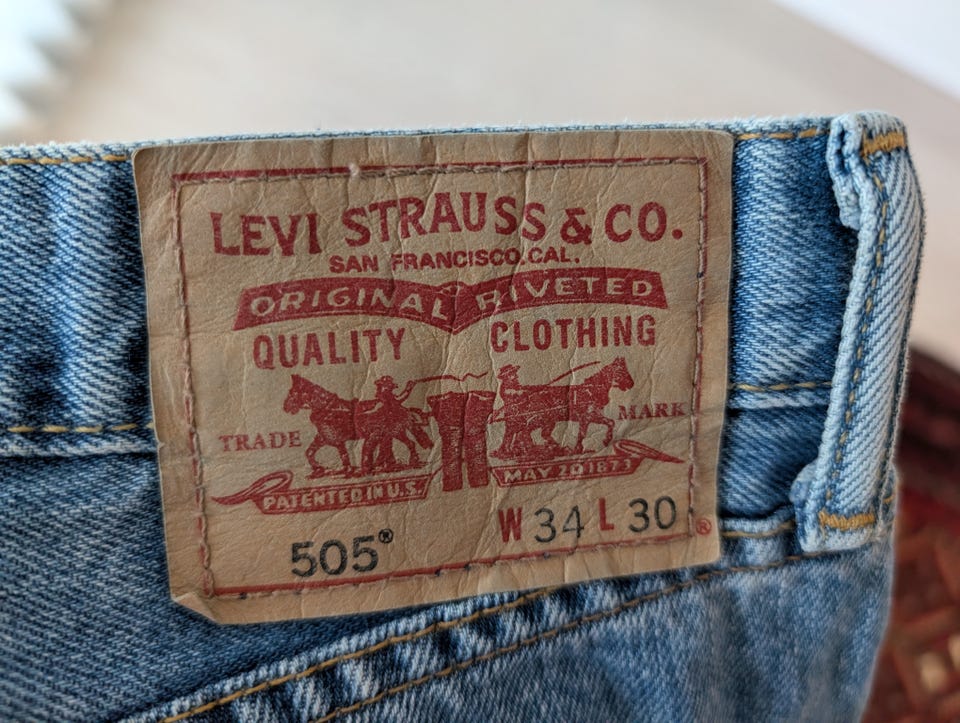 LEVI STRAUSS & CO.
SAN FRANCISCO, CAL.
ORIGINAL RIVETED
QUALITY CLOTHING
TRADE MARK
PATENTED IN U.S. MAY 20 1873
505® W 34 L 30 ®